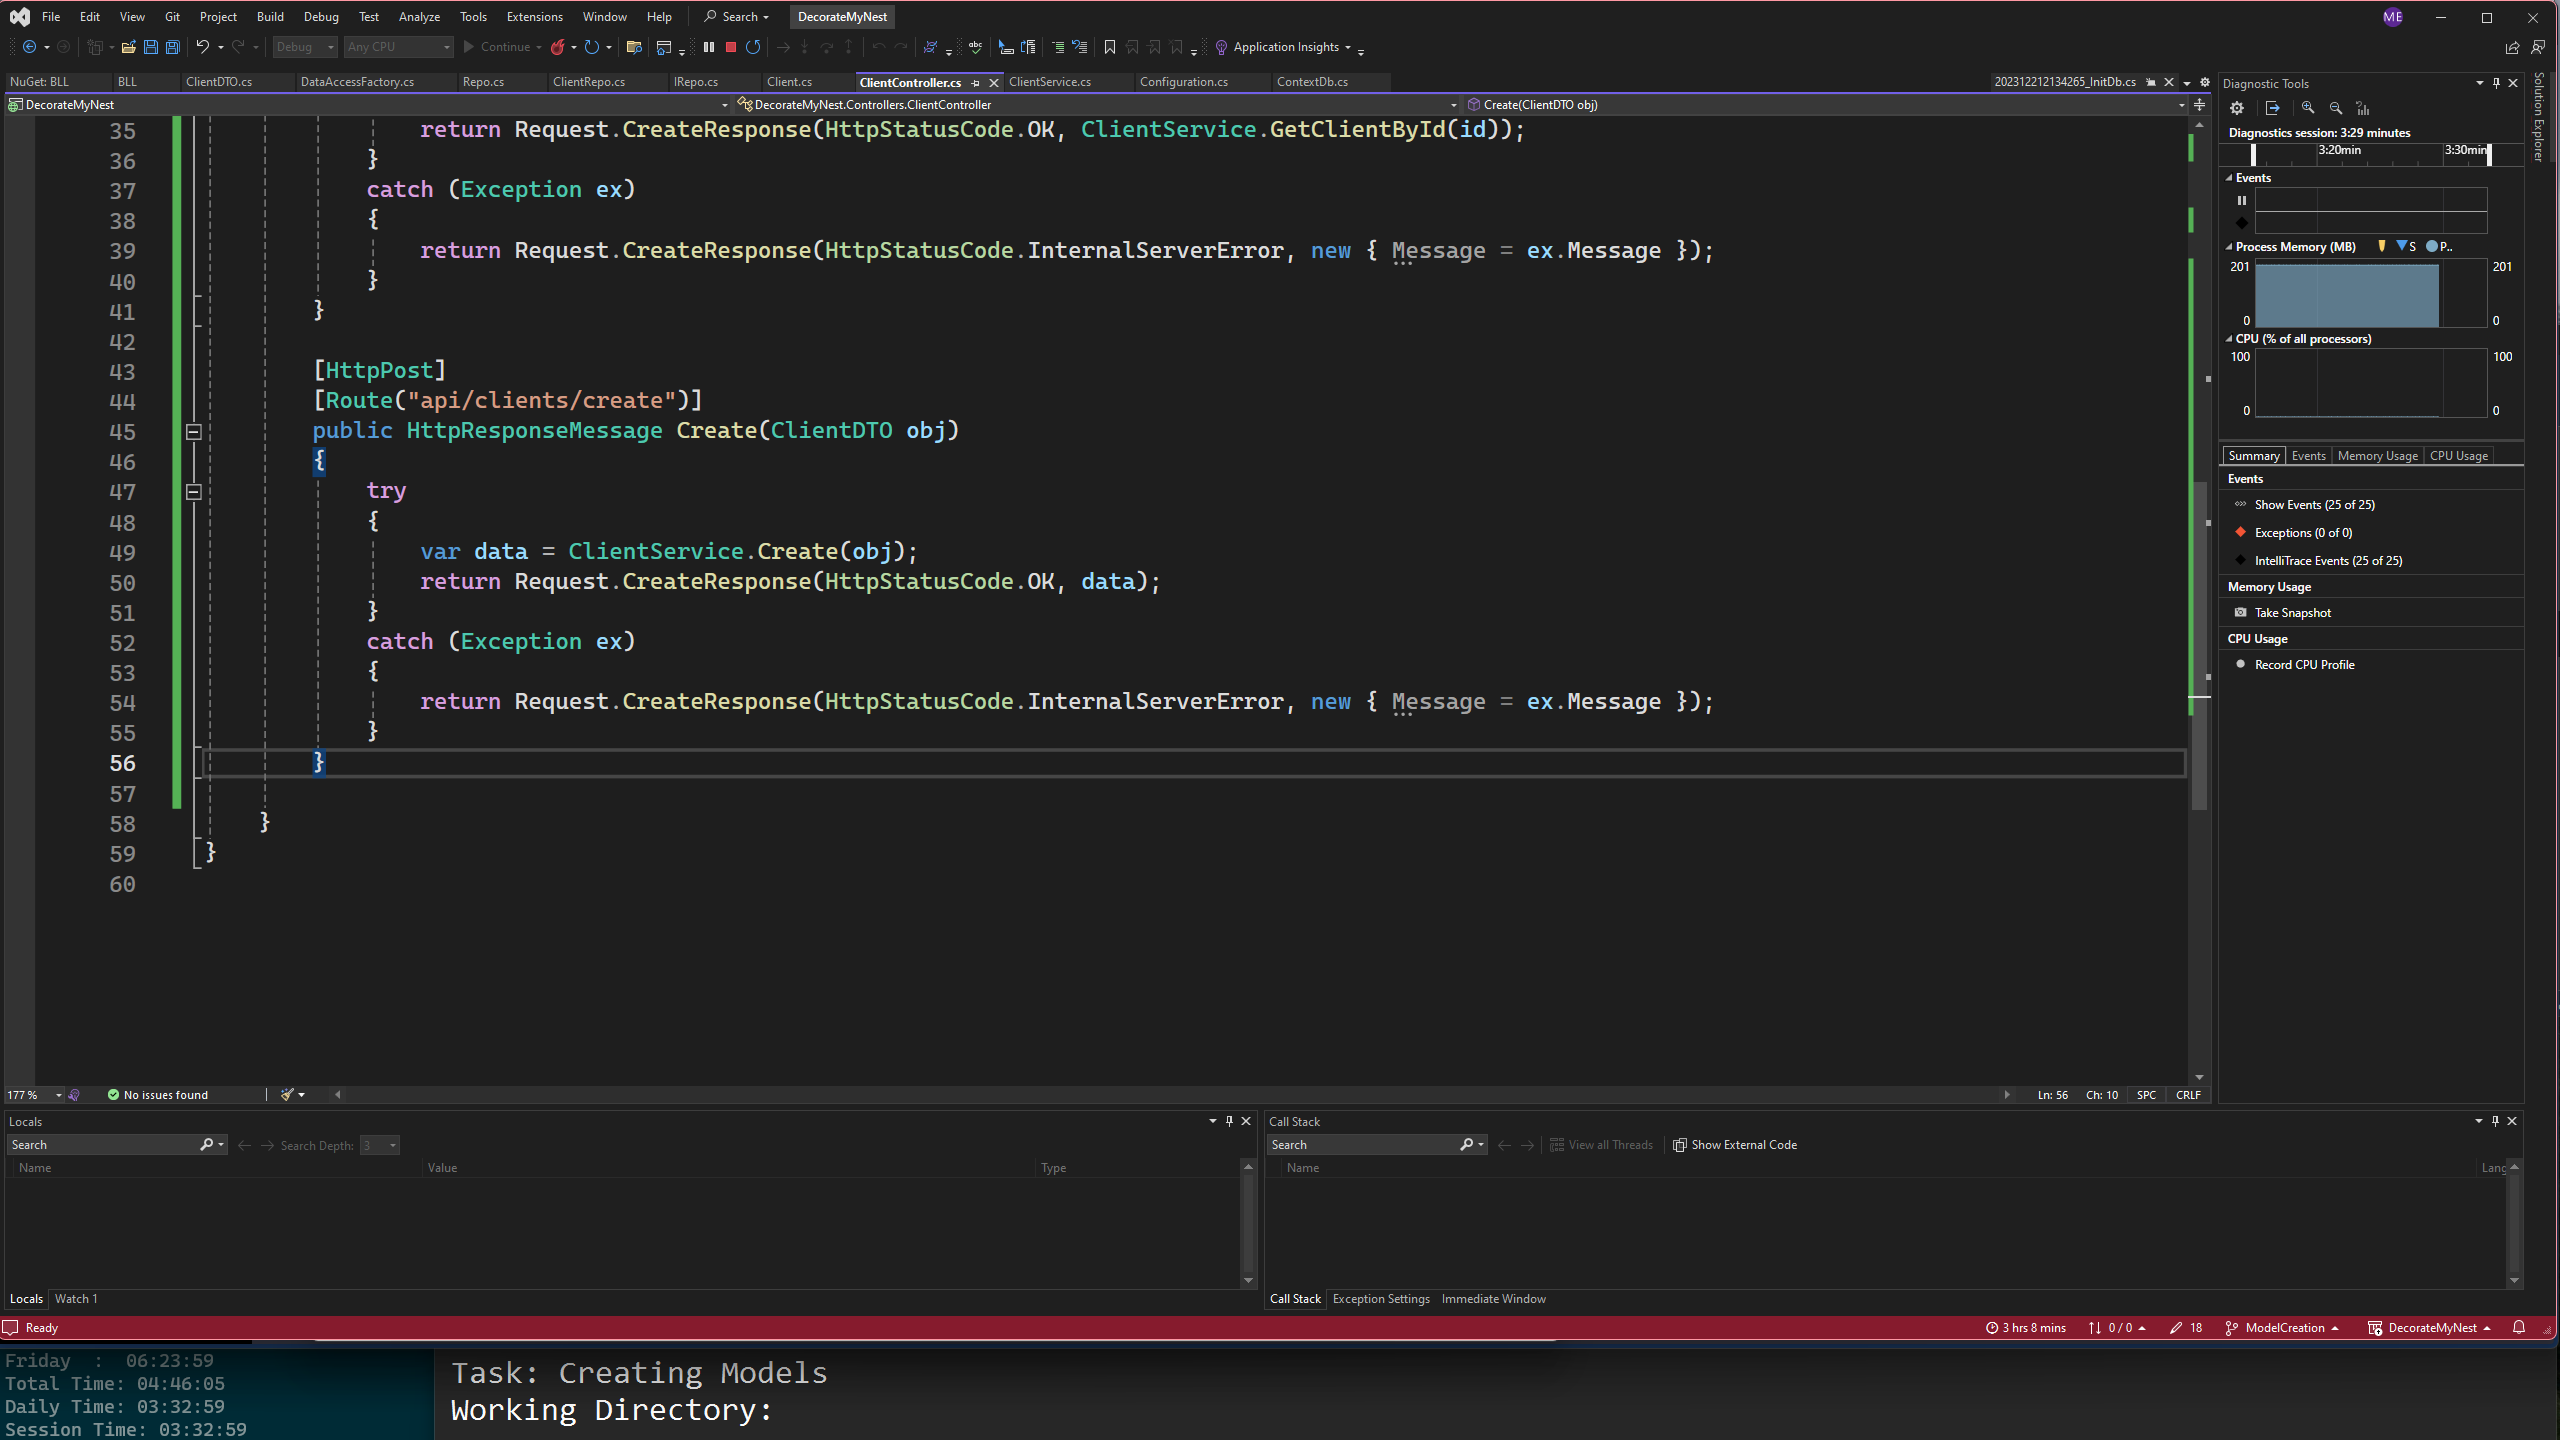 File Edit View Git Project Build Debug Test Analyze Tools Extensions Window Help Search DecorateMyNest ME
Debug Any CPU Continue Application Insights
NuGet: BLL BLL ClientDTO.cs DataAccessFactory.cs Repo.cs ClientRepo.cs IRepo.cs Client.cs ClientController.cs ClientService.cs Configuration.cs ContextDb.cs 202312212134265_InitDb.cs
DecorateMyNest DecorateMyNest.Controllers.ClientController Create(ClientDTO obj)
35 return Request.CreateResponse(HttpStatusCode.OK, ClientService.GetClientById(id));
36 }
37 catch (Exception ex)
38 {
39 return Request.CreateResponse(HttpStatusCode.InternalServerError, new { Message = ex.Message });
40 }
41 }
42
43 [HttpPost]
44 [Route("api/clients/create")]
45 public HttpResponseMessage Create(ClientDTO obj)
46 {
47 try
48 {
49 var data = ClientService.Create(obj);
50 return Request.CreateResponse(HttpStatusCode.OK, data);
51 }
52 catch (Exception ex)
53 {
54 return Request.CreateResponse(HttpStatusCode.InternalServerError, new { Message = ex.Message });
55 }
56 }
57
58 }
59 }
60
177 % No issues found Ln: 56 Ch: 10 SPC CRLF
Diagnostic Tools
Diagnostics session: 3:29 minutes
3:20min 3:30min
Events
Process Memory (MB) S P..
201 201
0 0
CPU (% of all processors)
100 100
0 0
Summary Events Memory Usage CPU Usage
Events
Show Events (25 of 25)
Exceptions (0 of 0)
IntelliTrace Events (25 of 25)
Memory Usage
Take Snapshot
CPU Usage
Record CPU Profile
Solution Explorer
Locals
Search Search Depth: 3
Name Value Type
Locals Watch 1
Call Stack
Search View all Threads Show External Code
Name Lang
Call Stack Exception Settings Immediate Window
Ready 3 hrs 8 mins 0 / 0 18 ModelCreation DecorateMyNest
Friday : 06:23:59
Total Time: 04:46:05
Daily Time: 03:32:59
Session Time: 03:32:59
Task: Creating Models
Working Directory: